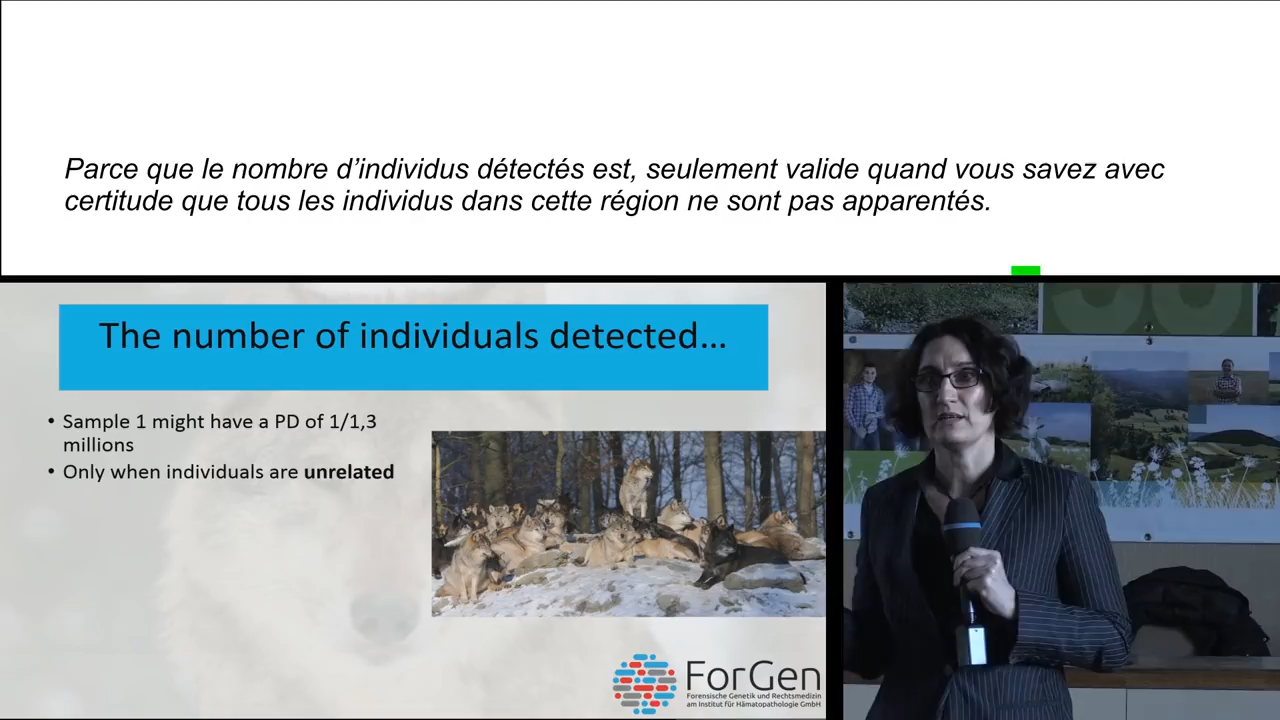 Parce que le nombre d’individus détectés est, seulement valide quand vous savez avec
certitude que tous les individus dans cette région ne sont pas apparentés.
The number of individuals detected...
• Sample 1 might have a PD of 1/1,3
millions
• Only when individuals are unrelated
ForGen
Forensische Genetik und Rechtsmedizin
am Institut für Hämatopathologie GmbH